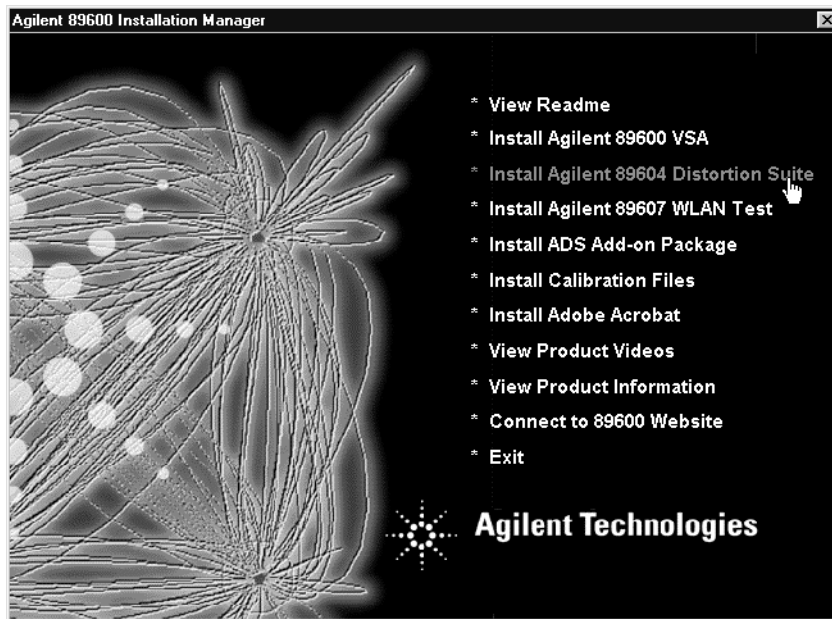 Agilent 89600 Installation Manager
* View Readme
* Install Agilent 89600 VSA
* Install Agilent 89604 Distortion Suite
* Install Agilent 89607 WLAN Test
* Install ADS Add-on Package
* Install Calibration Files
* Install Adobe Acrobat
* View Product Videos
* View Product Information
* Connect to 89600 Website
* Exit
Agilent Technologies